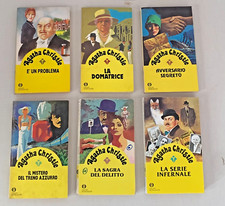 Agatha Christie
È UN PROBLEMA
Agatha Christie
LA
DOMATRICE
Agatha Christie
AVVERSARIO
SEGRETO
Agatha Christie
IL MISTERO
DEL TRENO AZZURRO
Agatha Christie
LA SAGRA
DEL DELITTO
Agatha Christie
LA SERIE
INFERNALE